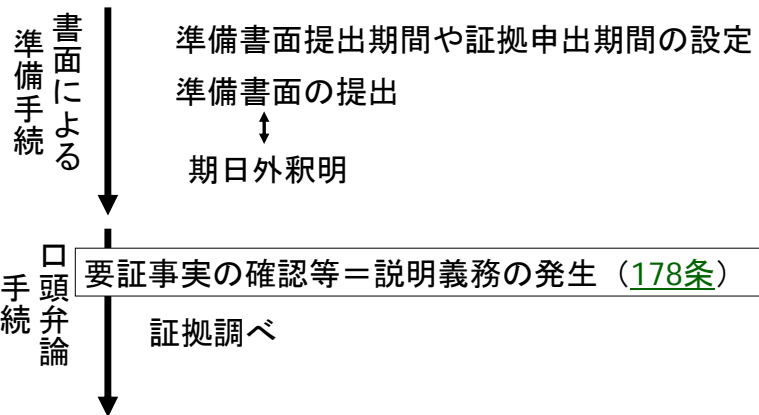 書面による
準備手続
準備書面提出期間や証拠申出期間の設定
準備書面の提出
期日外釈明
口頭弁論
手続
要証事実の確認等＝説明義務の発生（178条）
証拠調べ